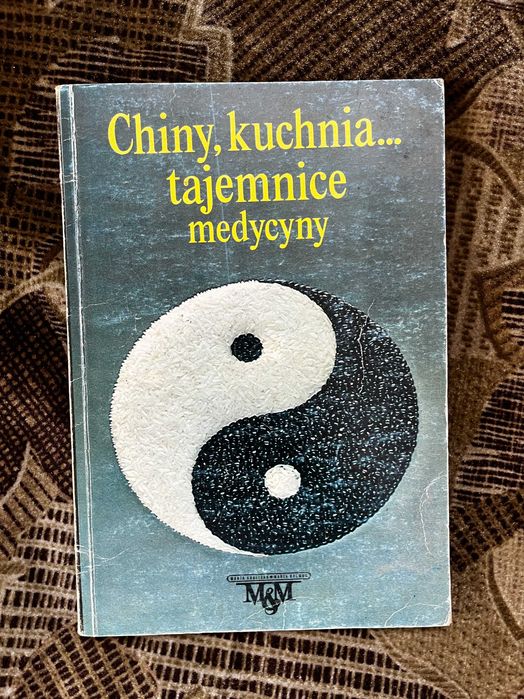 Chiny, kuchnia...
tajemnice
medycyny
M&M